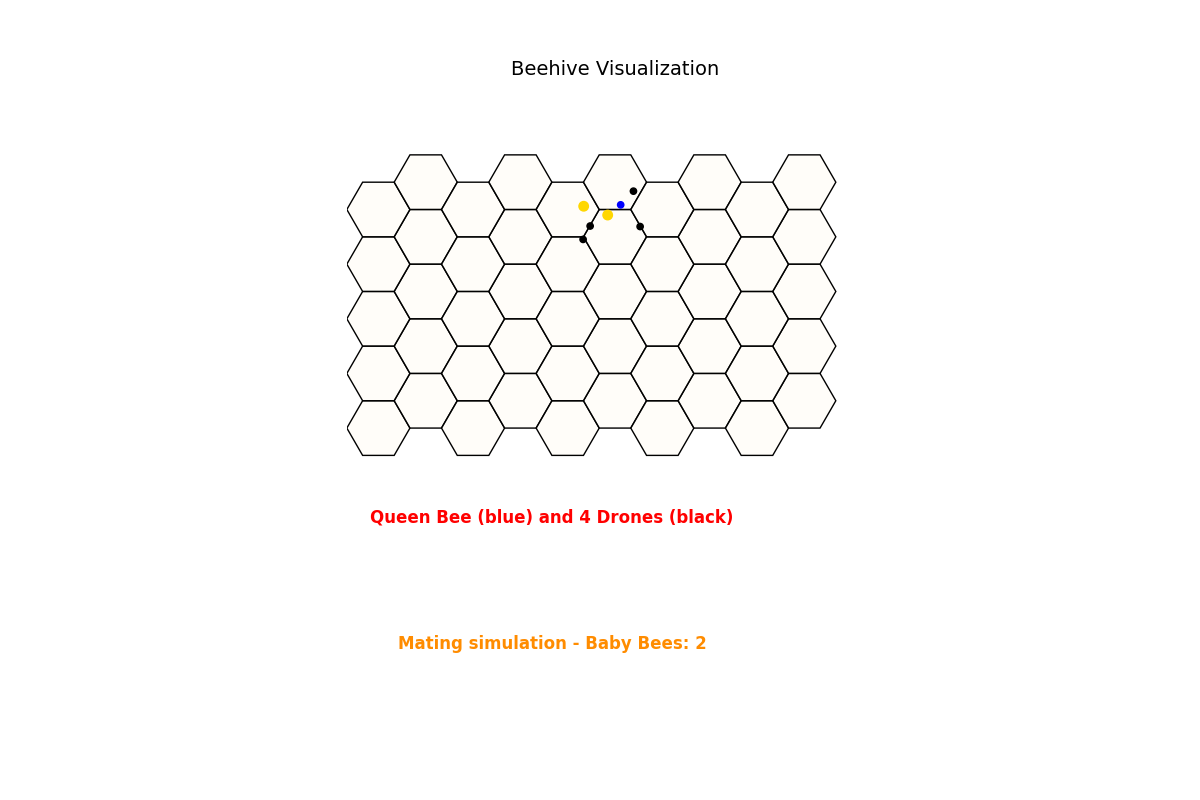 Beehive Visualization
Queen Bee (blue) and 4 Drones (black)
Mating simulation - Baby Bees: 2